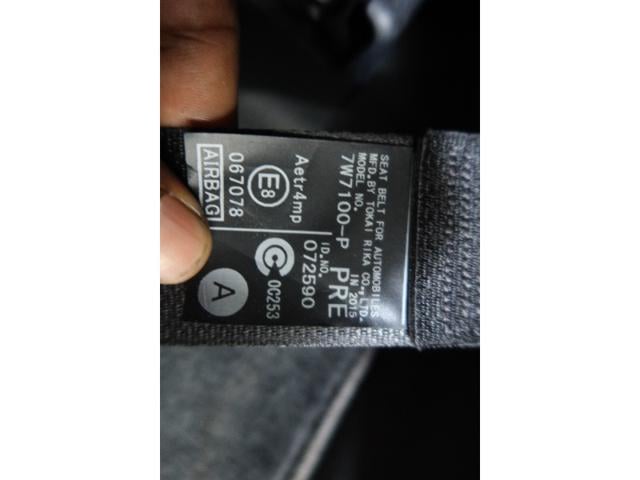 SEAT BELT FOR AUTOMOBILES
MFD. BY TOKAI RIKA CO., LTD.
MODEL NO. IN 2015
7W7100-P PRE
ID. NO.
072590
Aetr4mp
E8 C 0C253
067078
AIRBAG A